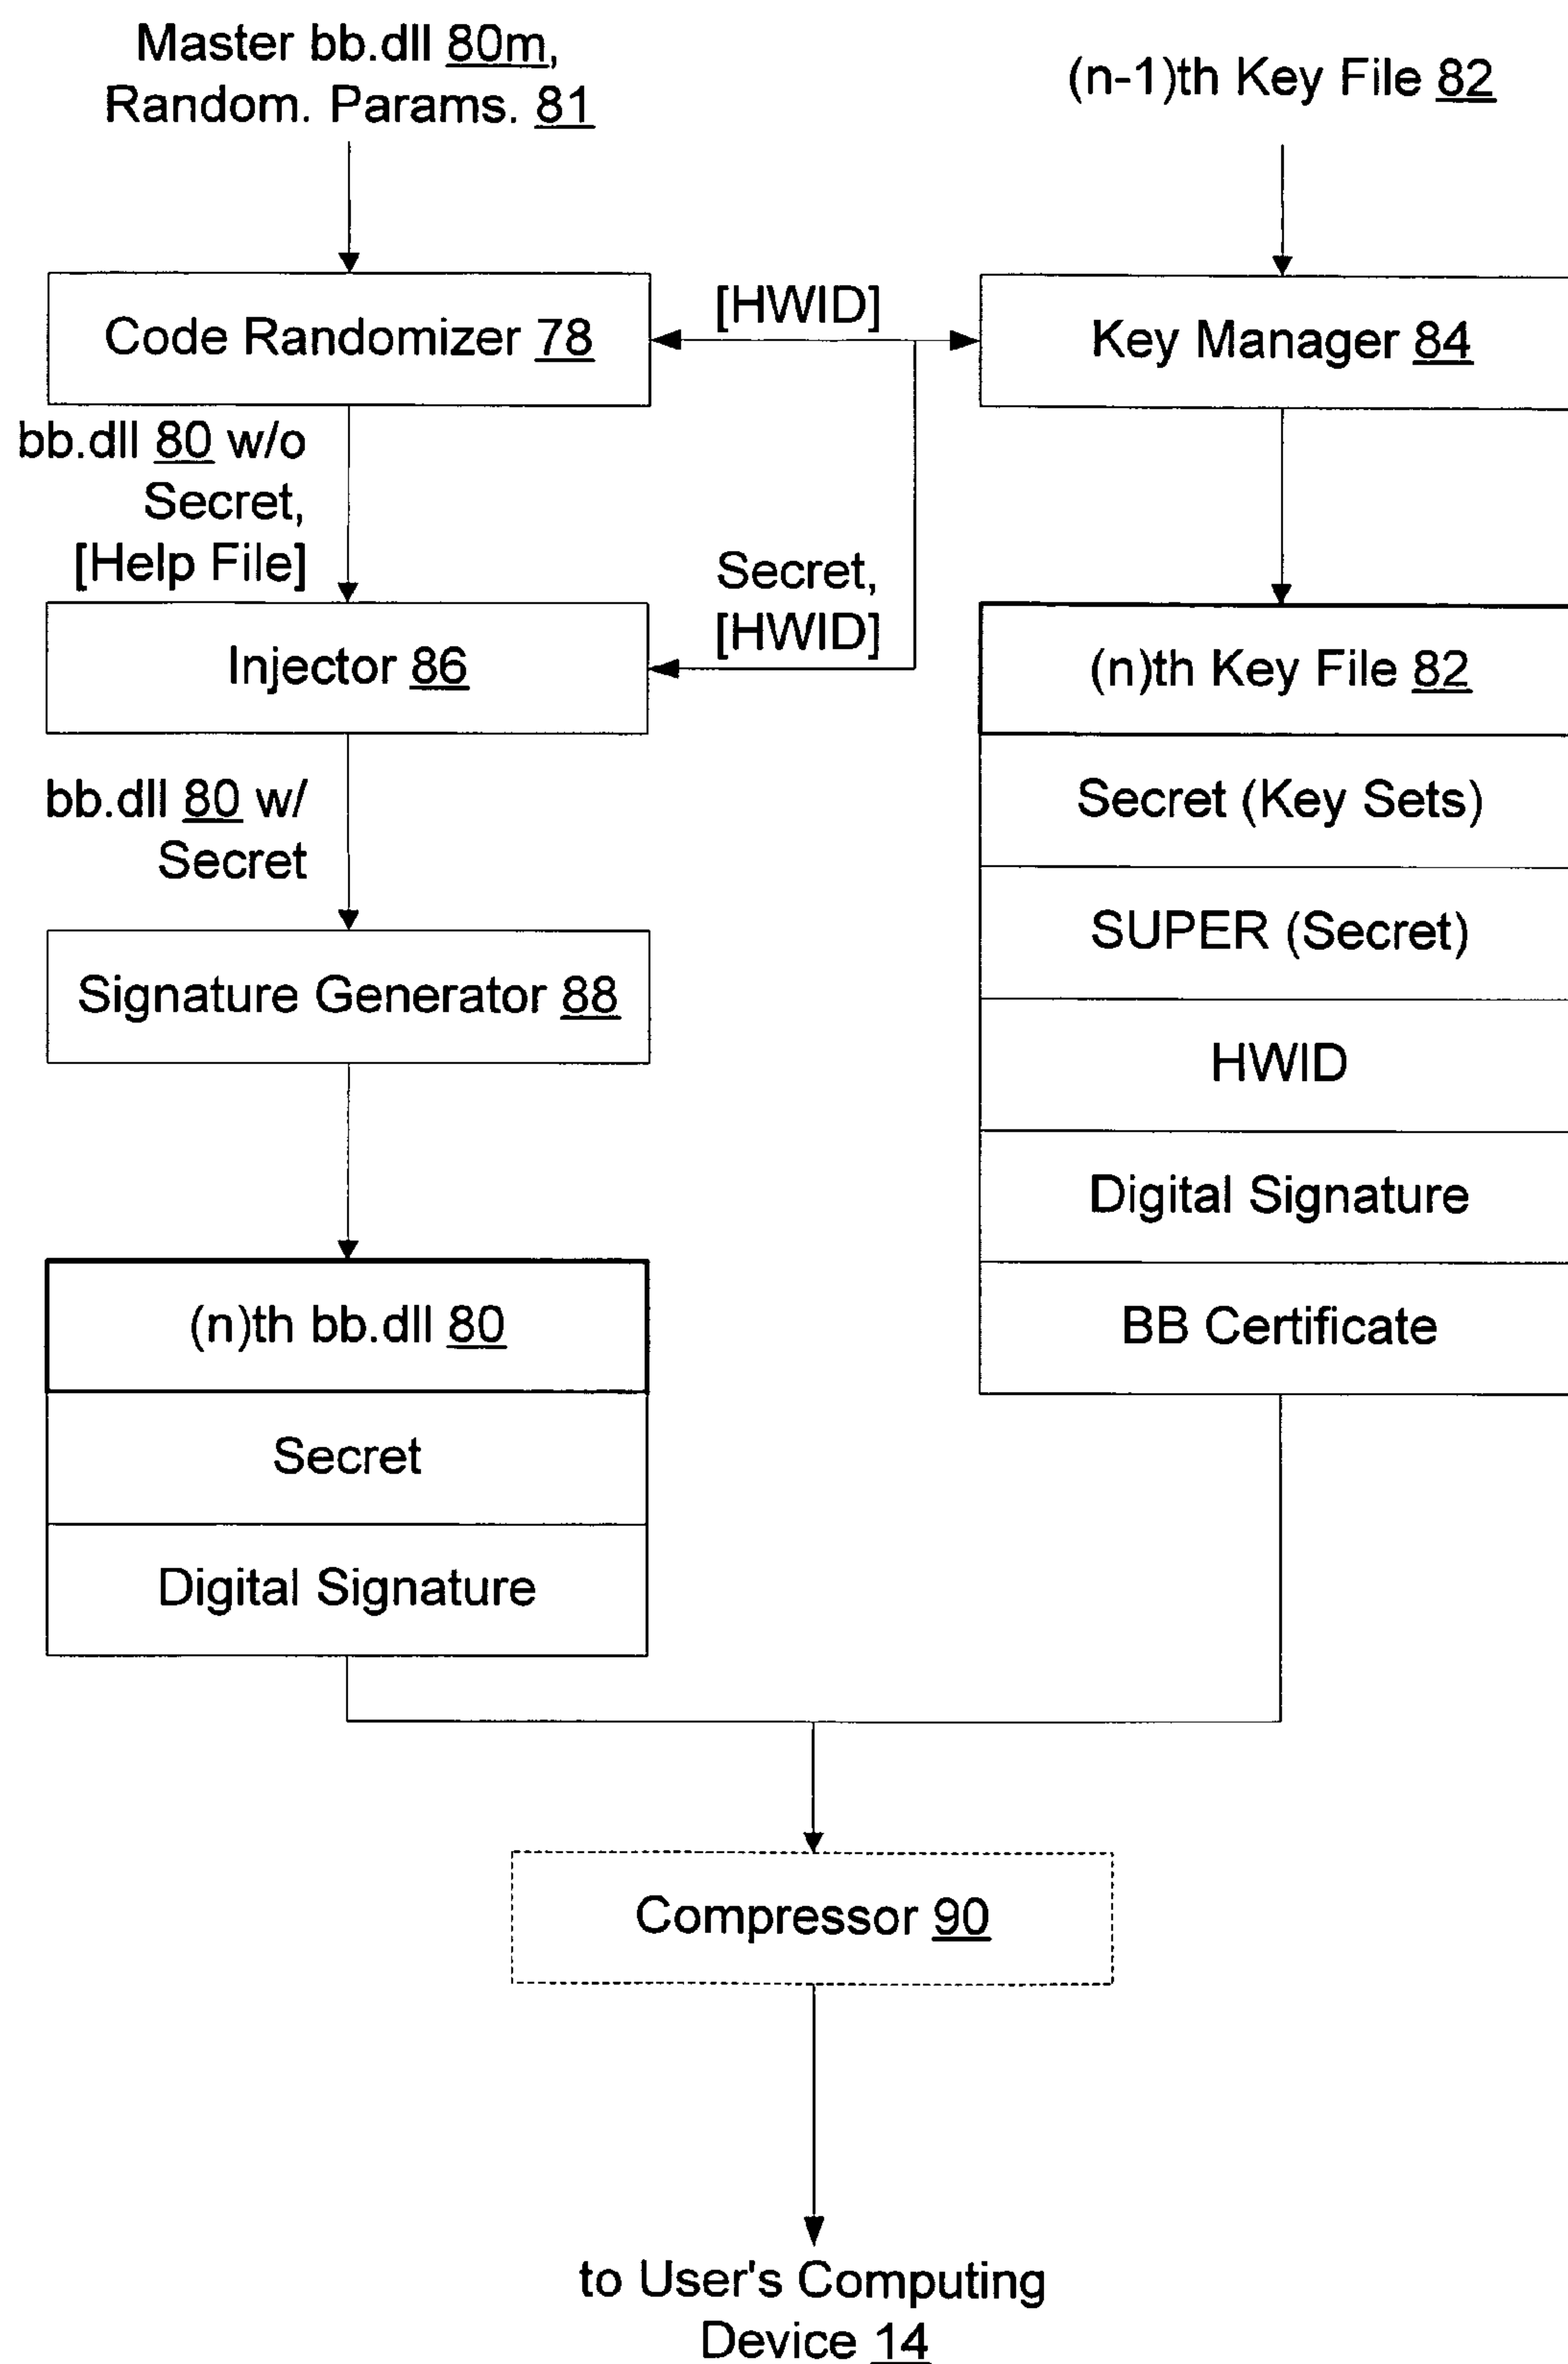 Master bb.dll 80m,
Random. Params. 81
(n-1)th Key File 82
Code Randomizer 78
[HWID]
Key Manager 84
bb.dll 80 w/o
Secret,
[Help File]
Secret,
[HWID]
Injector 86
(n)th Key File 82
Secret (Key Sets)
SUPER (Secret)
HWID
Digital Signature
BB Certificate
bb.dll 80 w/
Secret
Signature Generator 88
(n)th bb.dll 80
Secret
Digital Signature
Compressor 90
to User's Computing
Device 14